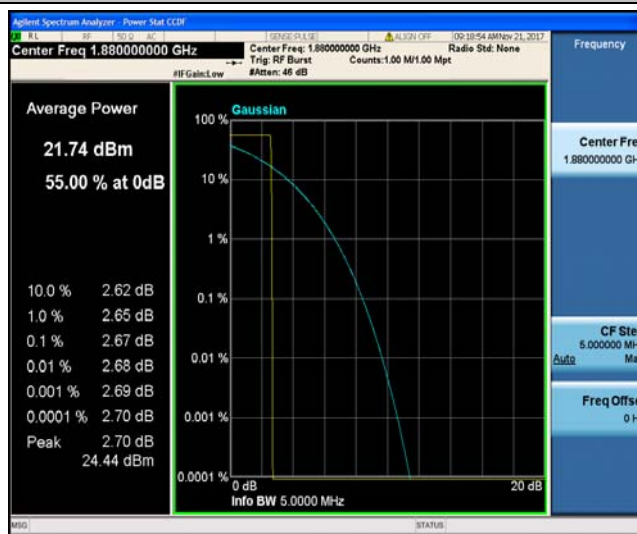 Agilent Spectrum Analyzer - Power Stat CCDF
RL RF 50 Ω AC SENSE:PULSE ALIGN OFF 09:18:54 AM Nov 21, 2017
Center Freq 1.880000000 GHz
Center Freq: 1.880000000 GHz Radio Std: None
Trig: RF Burst Counts:1.00 M/1.00 Mpt
#IFGain:Low #Atten: 46 dB
Frequency
Average Power
21.74 dBm
55.00 % at 0dB
10.0 % 2.62 dB
1.0 % 2.65 dB
0.1 % 2.67 dB
0.01 % 2.68 dB
0.001 % 2.69 dB
0.0001 % 2.70 dB
Peak 2.70 dB
24.44 dBm
Gaussian
100 %
10 %
1 %
0.1 %
0.01 %
0.001 %
0.0001 %
0 dB 20 dB
Info BW 5.0000 MHz
Center Fre
1.880000000 GH
CF Ste
5.000000 MH
Auto Ma
Freq Offse
0 H
MSG STATUS